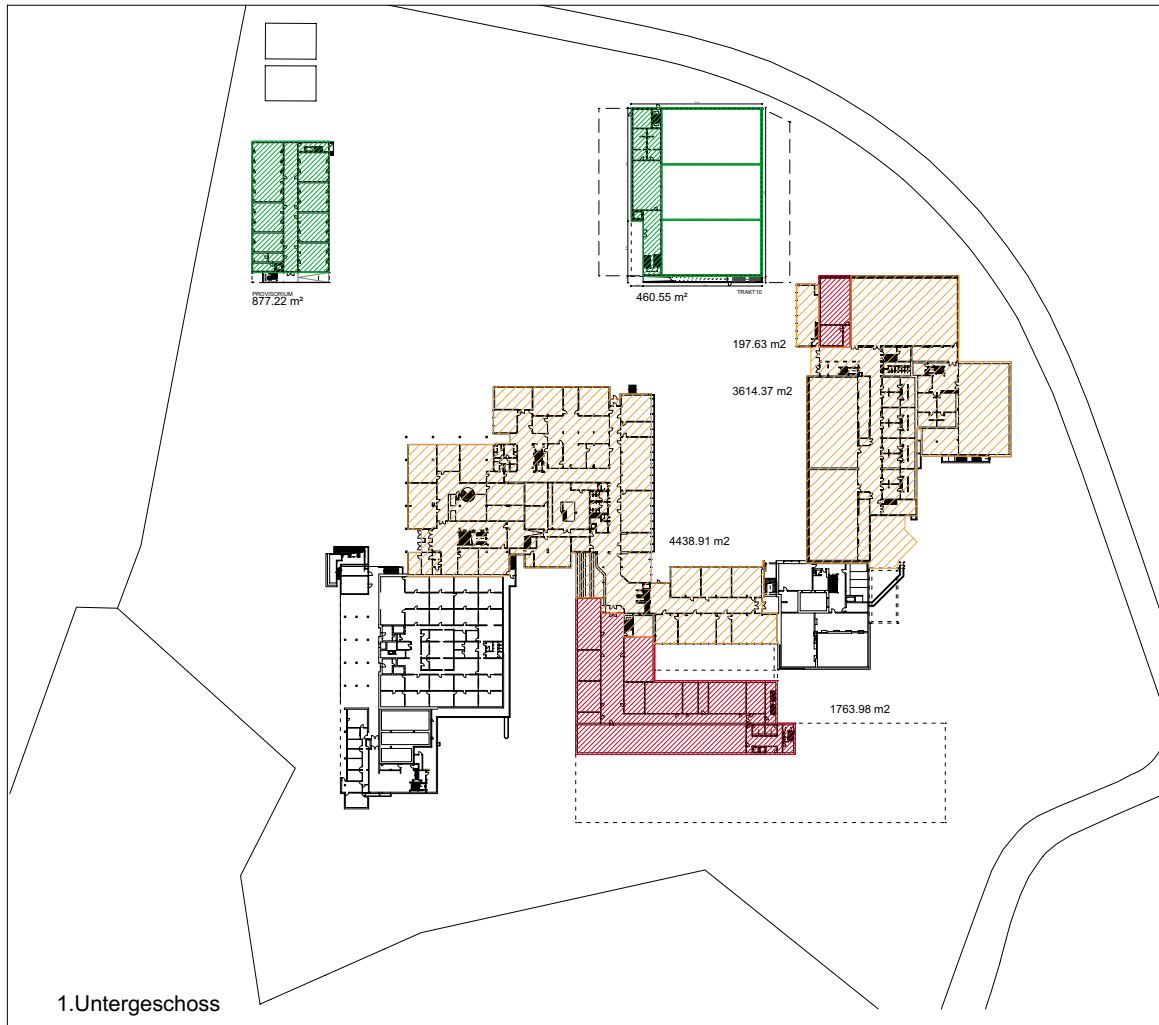 PROVISORIUM
877.22 m²
460.55 m²
TRAKT10
197.63 m2
3614.37 m2
4438.91 m2
1763.98 m2
1.Untergeschoss